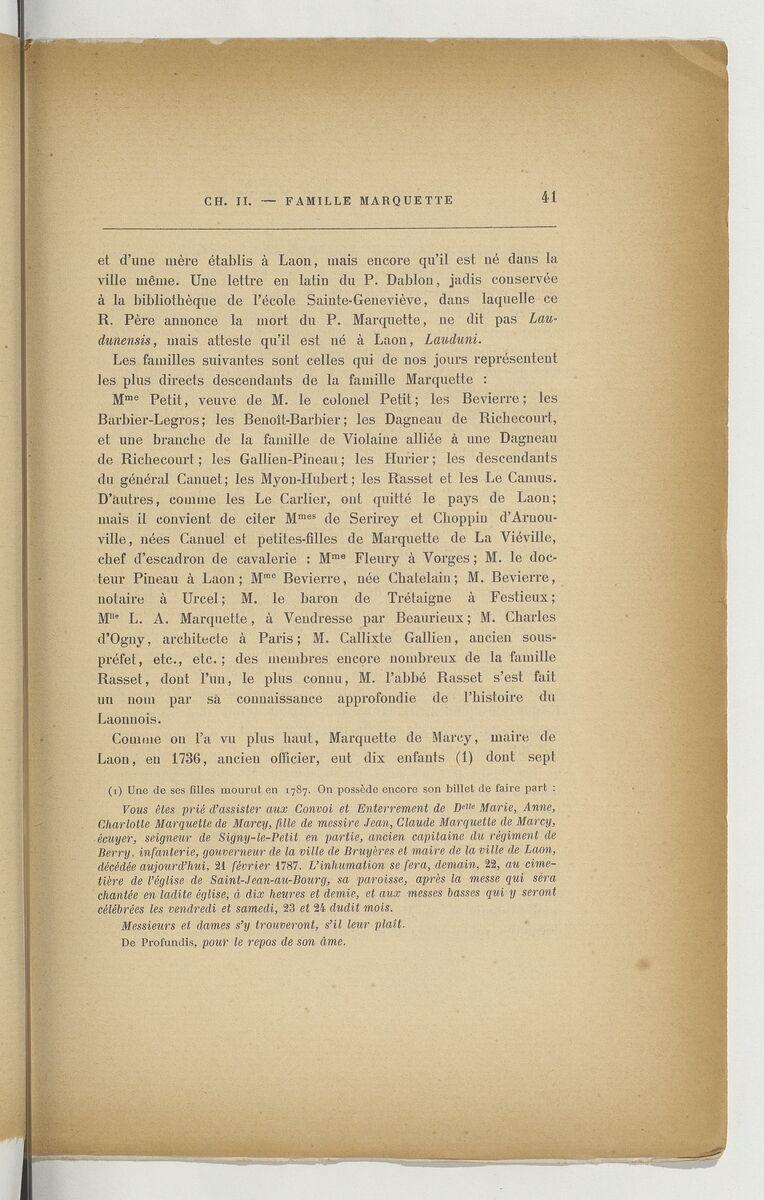 CH. II. — FAMILLE MARQUETTE 41
et d'une mère établis à Laon, mais encore qu'il est né dans la
ville même. Une lettre en latin du P. Dablon, jadis conservée
à la bibliothèque de l'école Sainte-Geneviève, dans laquelle ce
R. Père annonce la mort du P. Marquette, ne dit pas Lau-
dunensis, mais atteste qu'il est né à Laon, Lauduni.
Les familles suivantes sont celles qui de nos jours représentent
les plus directs descendants de la famille Marquette :
Mme Petit, veuve de M. le colonel Petit; les Bevierre; les
Barbier-Legros; les Benoît-Barbier; les Dagneau de Richecourt,
et une branche de la famille de Violaine alliée à une Dagneau
de Richecourt; les Gallien-Pineau; les Hurier; les descendants
du général Canuet; les Myon-Hubert; les Rasset et les Le Camus.
D'autres, comme les Le Carlier, ont quitté le pays de Laon;
mais il convient de citer Mmes de Serirey et Choppin d'Arnou-
ville, nées Canuel et petites-filles de Marquette de La Viéville,
chef d'escadron de cavalerie : Mme Fleury à Vorges; M. le doc-
teur Pineau à Laon; Mme Bevierre, née Chatelain; M. Bevierre,
notaire à Urcel; M. le baron de Trétaigne à Festieux;
Mlle L. A. Marquette, à Vendresse par Beaurieux; M. Charles
d'Ogny, architecte à Paris; M. Callixte Gallien, ancien sous-
préfet, etc., etc.; des membres encore nombreux de la famille
Rasset, dont l'un, le plus connu, M. l'abbé Rasset s'est fait
un nom par sa connaissance approfondie de l'histoire du
Laonnois.
Comme on l'a vu plus haut, Marquette de Marcy, maire de
Laon, en 1736, ancien officier, eut dix enfants (1) dont sept
(1) Une de ses filles mourut en 1787. On possède encore son billet de faire part :
Vous êtes prié d'assister aux Convoi et Enterrement de Delle Marie, Anne,
Charlotte Marquette de Marcy, fille de messire Jean, Claude Marquette de Marcy,
écuyer, seigneur de Signy-le-Petit en partie, ancien capitaine du régiment de
Berry, infanterie, gouverneur de la ville de Bruyères et maire de la ville de Laon,
décédée aujourd'hui, 21 février 1787. L'inhumation se fera, demain, 22, au cime-
tière de l'église de Saint-Jean-au-Bourg, sa paroisse, après la messe qui sera
chantée en ladite église, à dix heures et demie, et aux messes basses qui y seront
célébrées les vendredi et samedi, 23 et 24 dudit mois.
Messieurs et dames s'y trouveront, s'il leur plaît.
De Profundis, pour le repos de son âme.